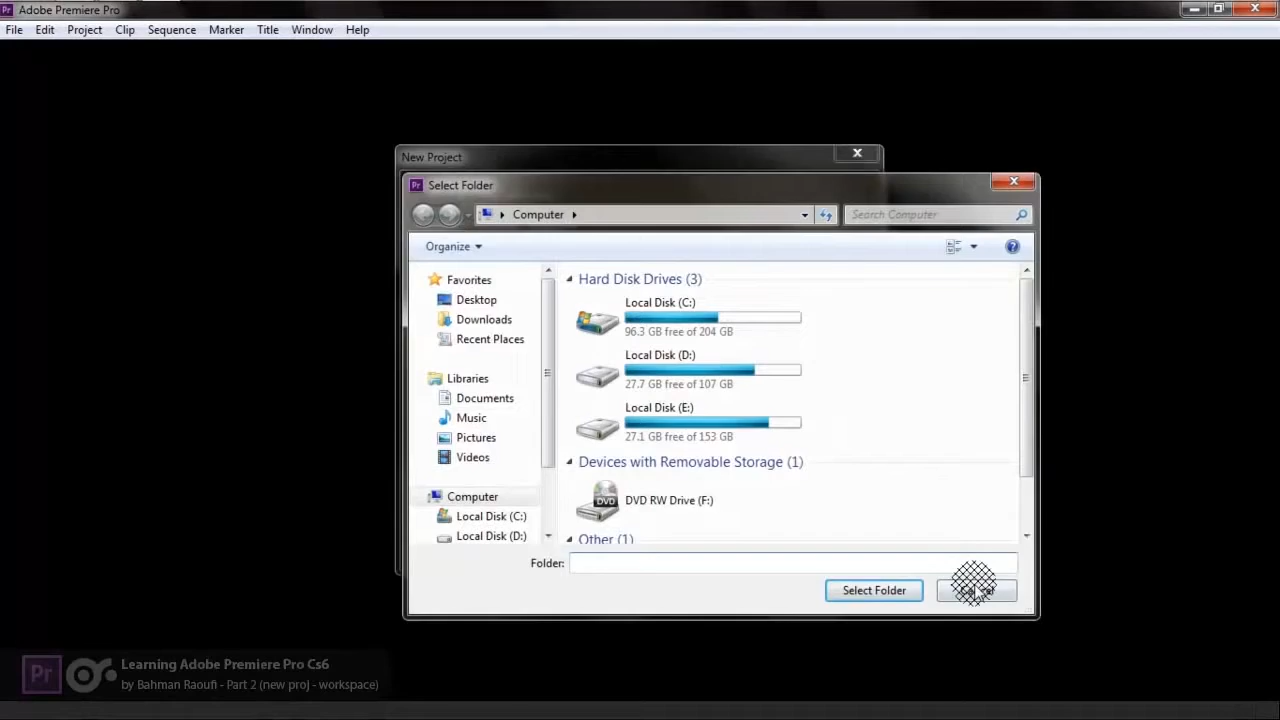 Pr Adobe Premiere Pro
File Edit Project Clip Sequence Marker Title Window Help
New Project
Pr Select Folder
Computer
Search Computer
Organize
Favorites
Desktop
Downloads
Recent Places
Libraries
Documents
Music
Pictures
Videos
Computer
Local Disk (C:)
Local Disk (D:)
Hard Disk Drives (3)
Local Disk (C:)
96.3 GB free of 204 GB
Local Disk (D:)
27.7 GB free of 107 GB
Local Disk (E:)
27.1 GB free of 153 GB
Devices with Removable Storage (1)
DVD
DVD RW Drive (F:)
Other (1)
Folder:
Select Folder
Pr
Learning Adobe Premiere Pro Cs6
by Bahman Raoufi - Part 2 (new proj - workspace)